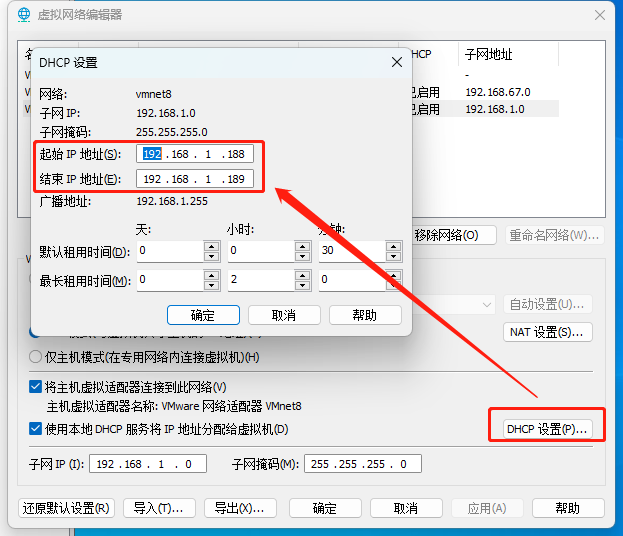 虚拟网络编辑器
DHCP 设置
网络: vmnet8
子网 IP: 192.168.1.0
子网掩码: 255.255.255.0
起始 IP 地址(S): 192 .168 . 1 .188
结束 IP 地址(E): 192 .168 . 1 .189
广播地址: 192.168.1.255
天: 小时:
默认租用时间(D): 0 0 30
最长租用时间(M): 0 2 0
确定 取消 帮助
子网地址
-
已启用 192.168.67.0
已启用 192.168.1.0
移除网络(O) 重命名网络(W)...
自动设置(U)...
NAT 设置(S)...
仅主机模式(在专用网络内连接虚拟机)(H)
将主机虚拟适配器连接到此网络(V)
主机虚拟适配器名称: VMware 网络适配器 VMnet8
使用本地 DHCP 服务将 IP 地址分配给虚拟机(D) DHCP 设置(P)...
子网 IP (I): 192 .168 . 1 . 0 子网掩码(M): 255 .255 .255 . 0
还原默认设置(R) 导入(T)... 导出(X)... 确定 取消 应用(A) 帮助